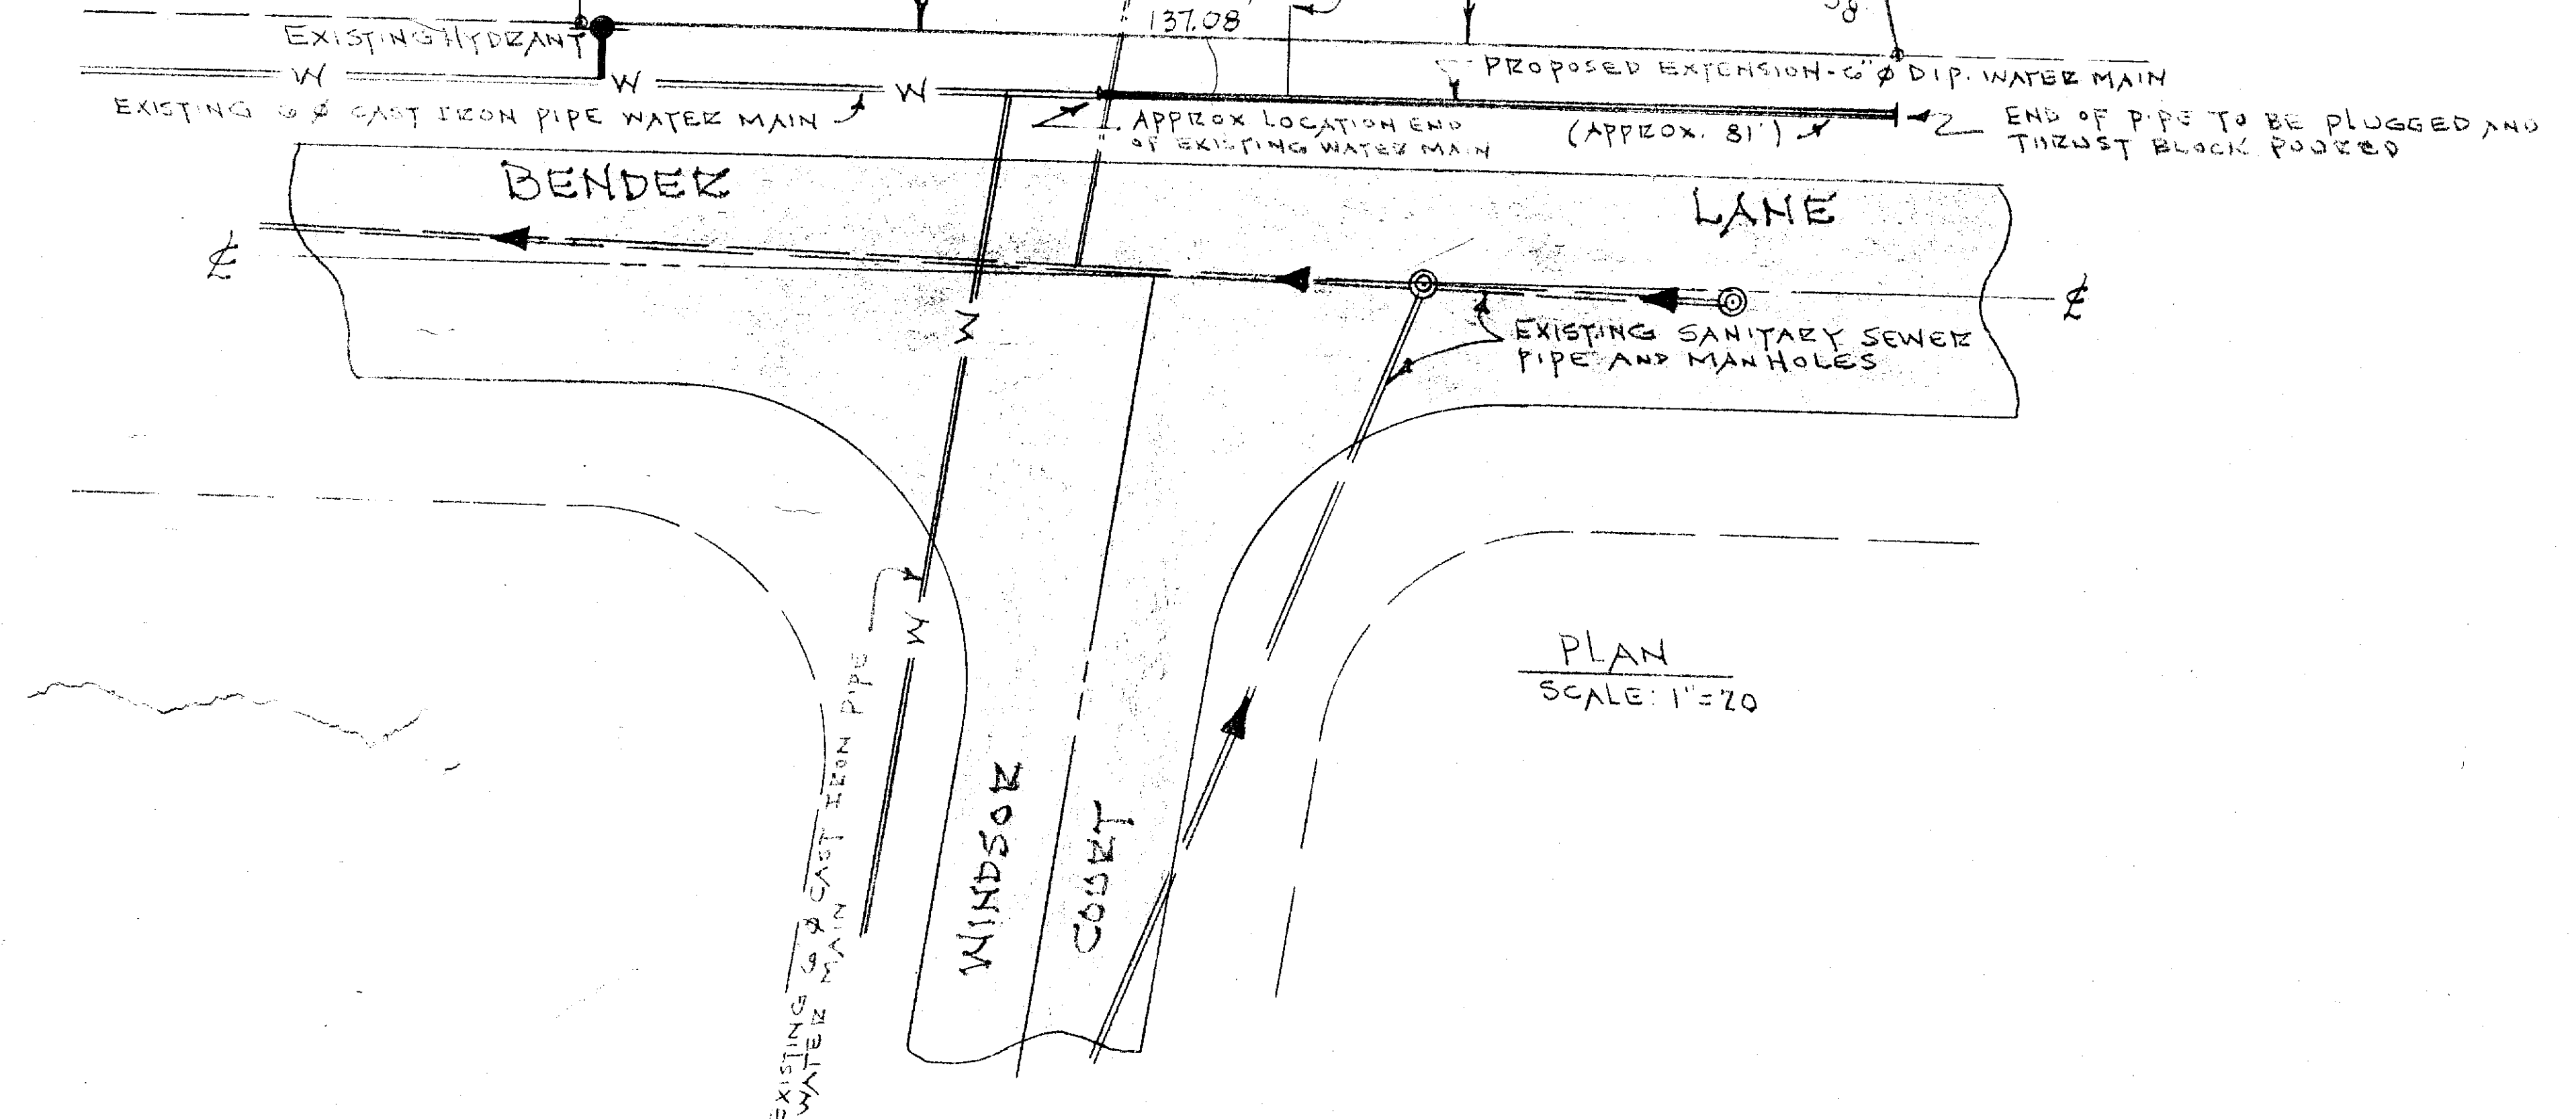 137.08'
58.
EXISTING HYDRANT
W
W
W
PROPOSED EXTENSION-6"Ø DIP. WATER MAIN
EXISTING 6 Ø CAST IRON PIPE WATER MAIN
APPROX LOCATION END
OF EXISTING WATER MAIN
(APPROX. 81')
END OF PIPE TO BE PLUGGED AND
THRUST BLOCK POURED
BENDER LANE
℄
℄
W
EXISTING SANITARY SEWER
PIPE AND MANHOLES
W
PLAN
SCALE: 1"=20
WINDSOR
COURT
EXISTING 6 Ø CAST IRON PIPE
WATER MAIN